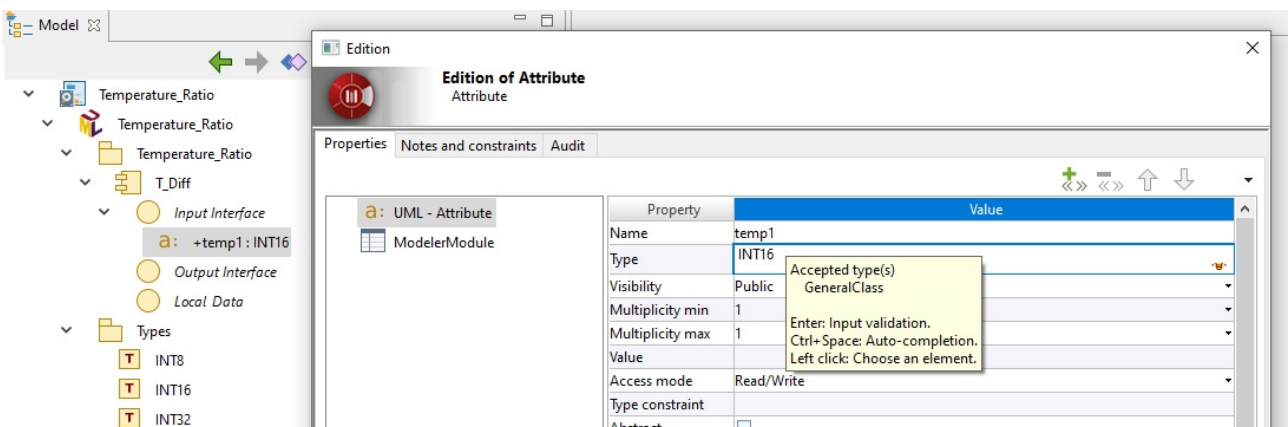 Model
Temperature_Ratio
Temperature_Ratio
Temperature_Ratio
T_Diff
Input Interface
a: +temp1 : INT16
Output Interface
Local Data
Types
T INT8
T INT16
T INT32
Edition
Edition of Attribute
Attribute
Properties Notes and constraints Audit
a: UML - Attribute
ModelerModule
Property Value
Name temp1
Type INT16
Visibility Public
Multiplicity min 1
Multiplicity max 1
Value
Access mode Read/Write
Type constraint
Abstract
Accepted type(s)
GeneralClass
Enter: Input validation.
Ctrl+Space: Auto-completion.
Left click: Choose an element.